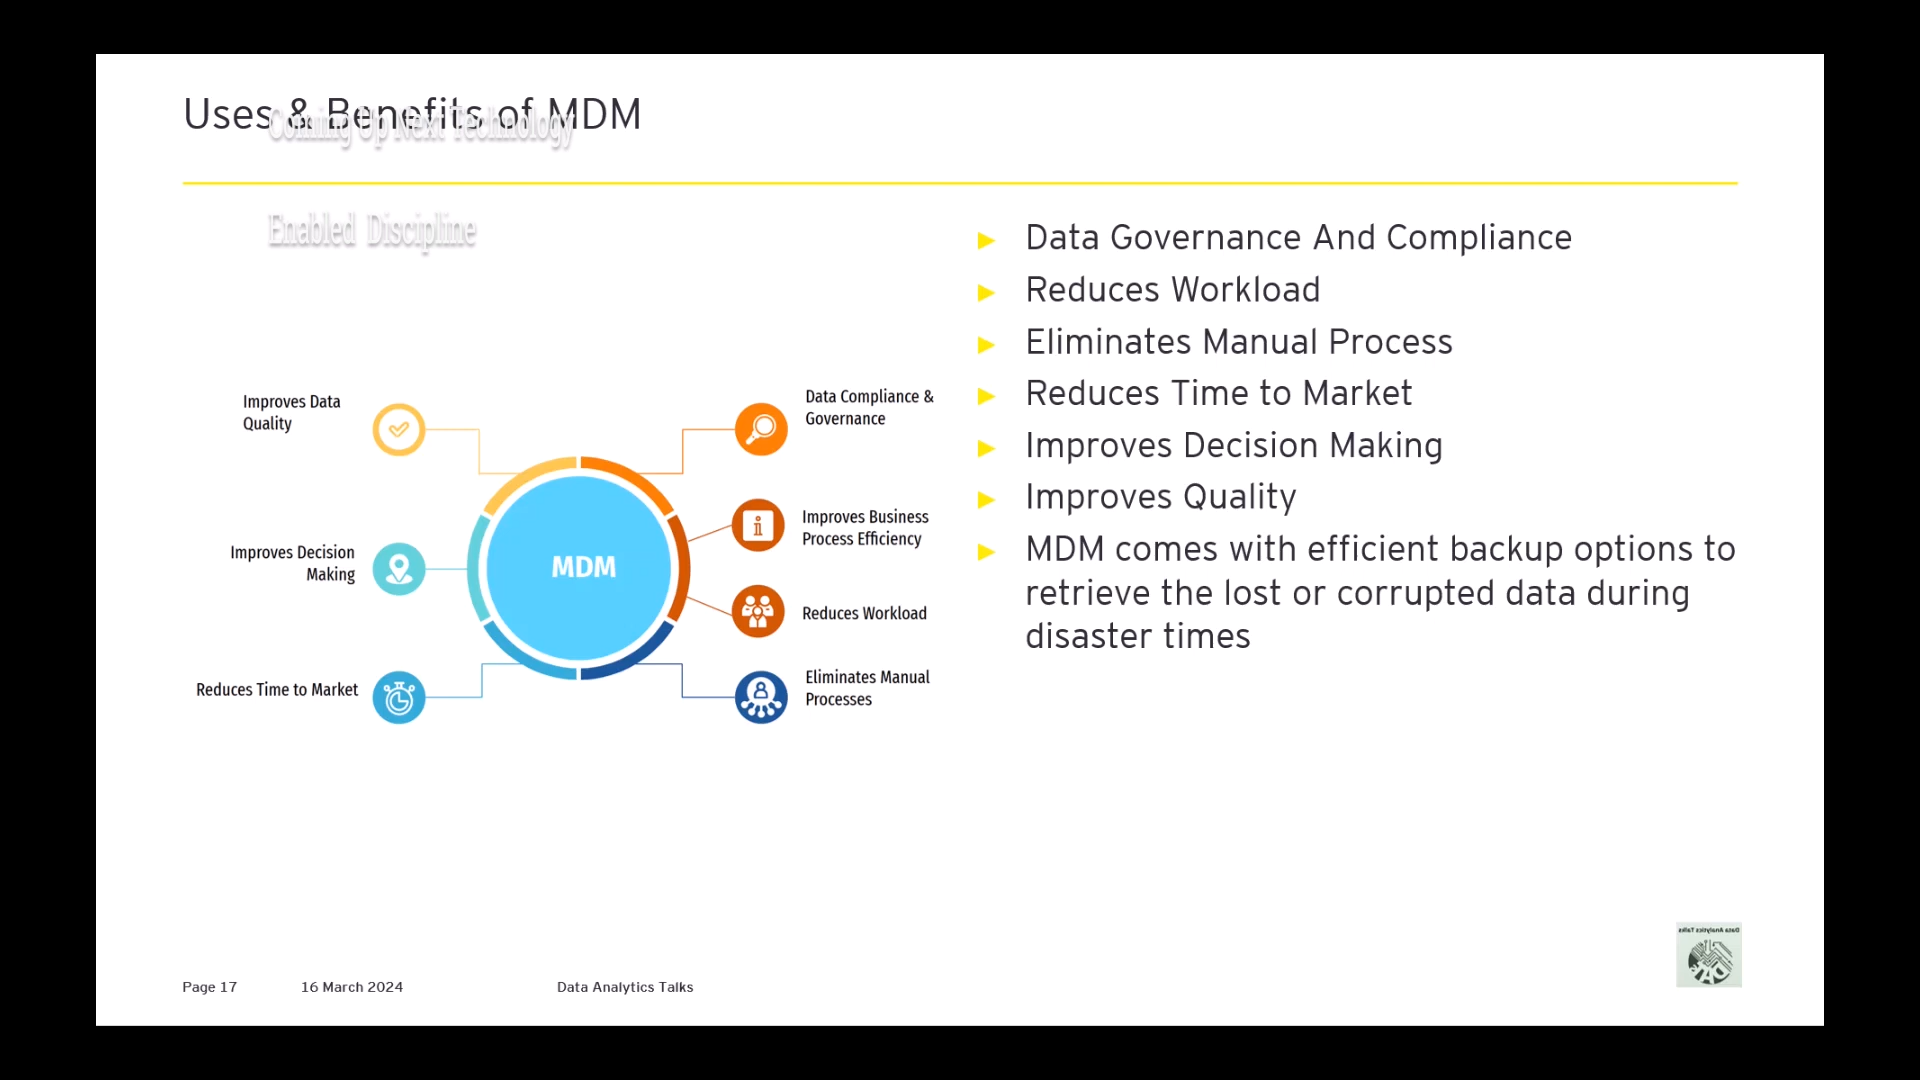 Uses & Benefits of MDM
Coming Up Next Technology
Enabled Discipline
Improves Data
Quality
Improves Decision
Making
Reduces Time to Market
MDM
Data Compliance &
Governance
Improves Business
Process Efficiency
Reduces Workload
Eliminates Manual
Processes
Data Governance And Compliance
Reduces Workload
Eliminates Manual Process
Reduces Time to Market
Improves Decision Making
Improves Quality
MDM comes with efficient backup options to
retrieve the lost or corrupted data during
disaster times
Data Analytics Talks
Page 17
16 March 2024
Data Analytics Talks